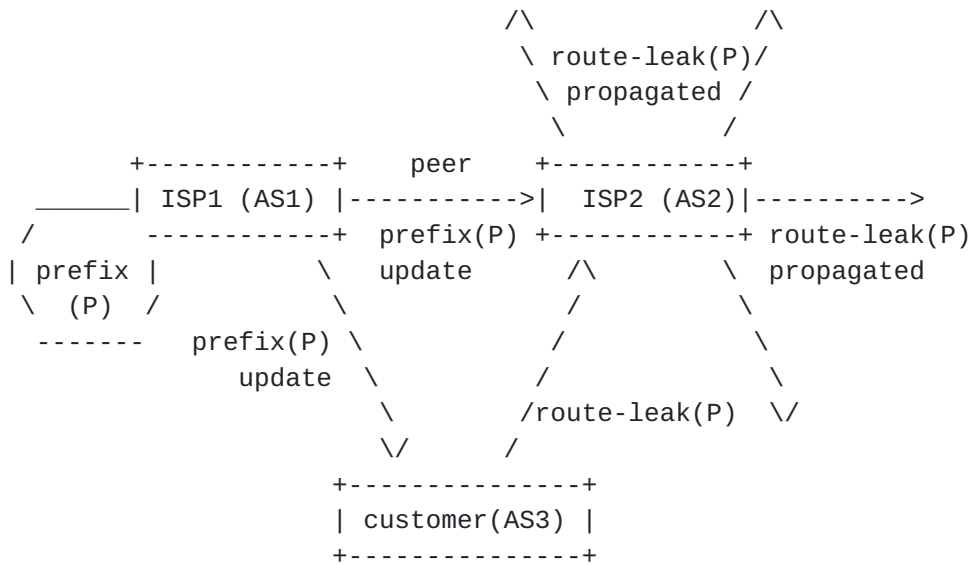 /\              /\
\ route-leak(P)/
\ propagated /
\          /
+------------+    peer    +------------+
______| ISP1 (AS1) |----------->|  ISP2 (AS2)|---------->
/       ------------+  prefix(P) +------------+ route-leak(P)
| prefix |          \   update      /\        \  propagated
\  (P)  /            \              /          \
-------   prefix(P) \            /            \
update  \          /              \
\        /route-leak(P)  \/
\/      /
+---------------+
| customer(AS3) |
+---------------+